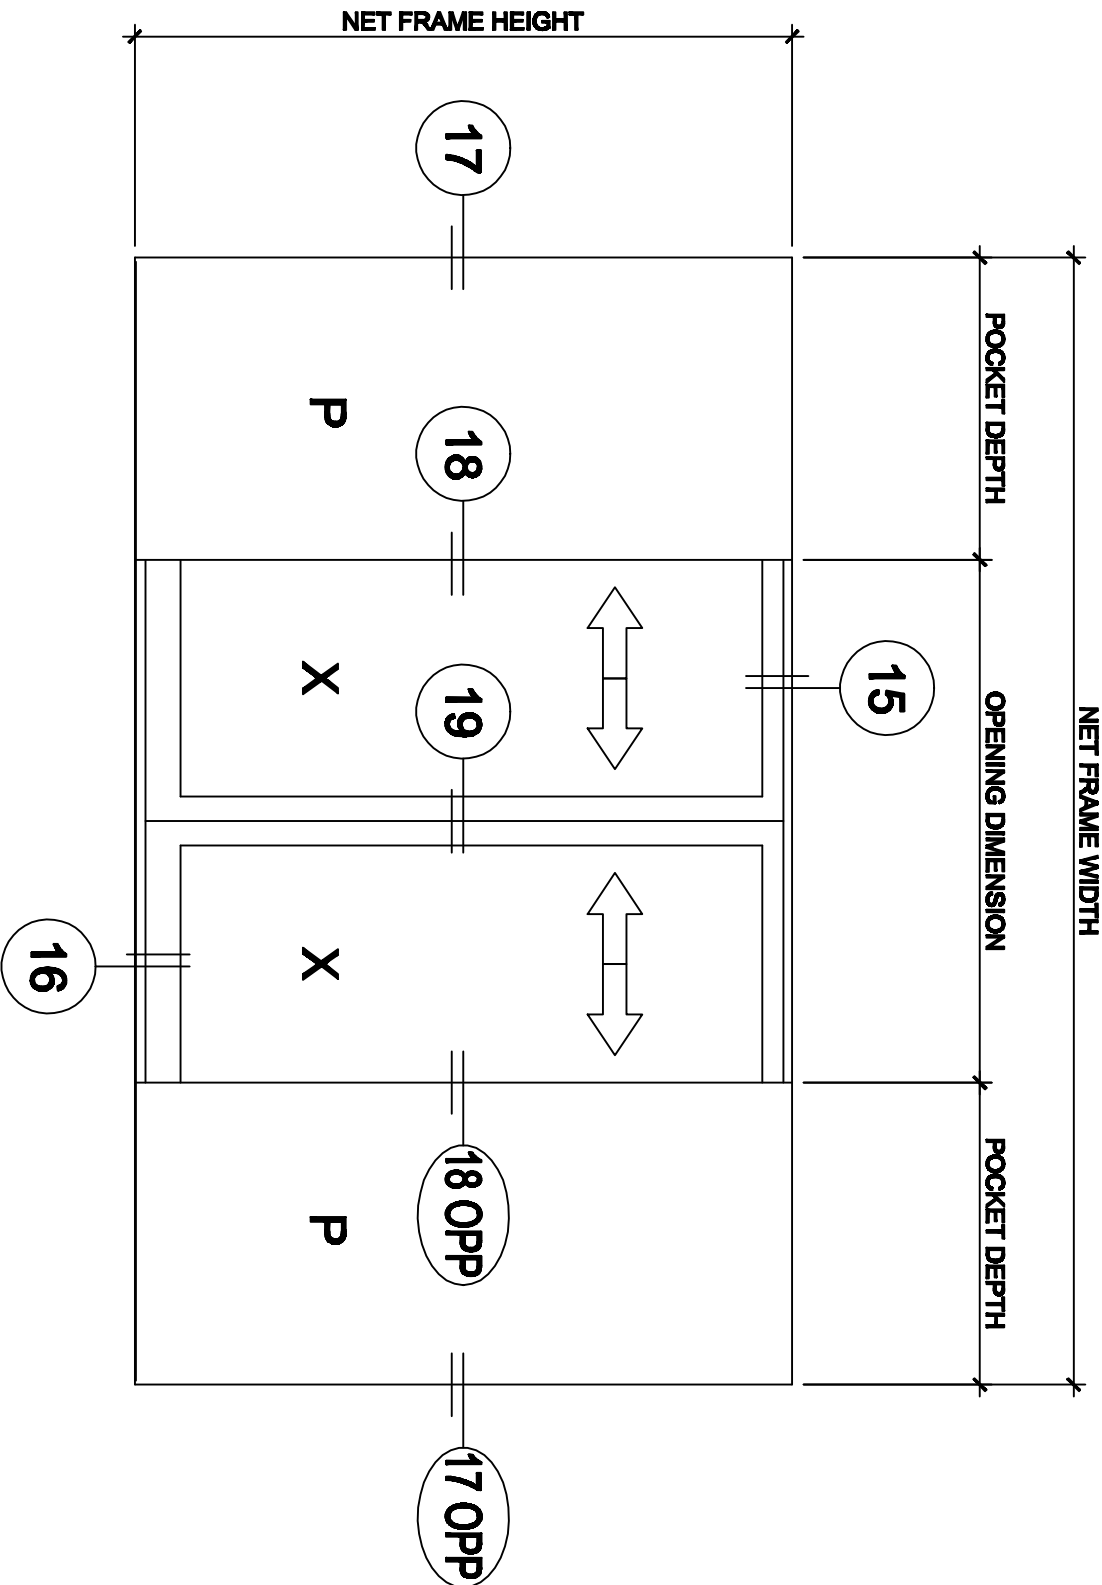 NET FRAME WIDTH
POCKET DEPTH
OPENING DIMENSION
POCKET DEPTH
15
NET FRAME HEIGHT
17
18
19
18 OPP
17 OPP
P
X
X
P
16